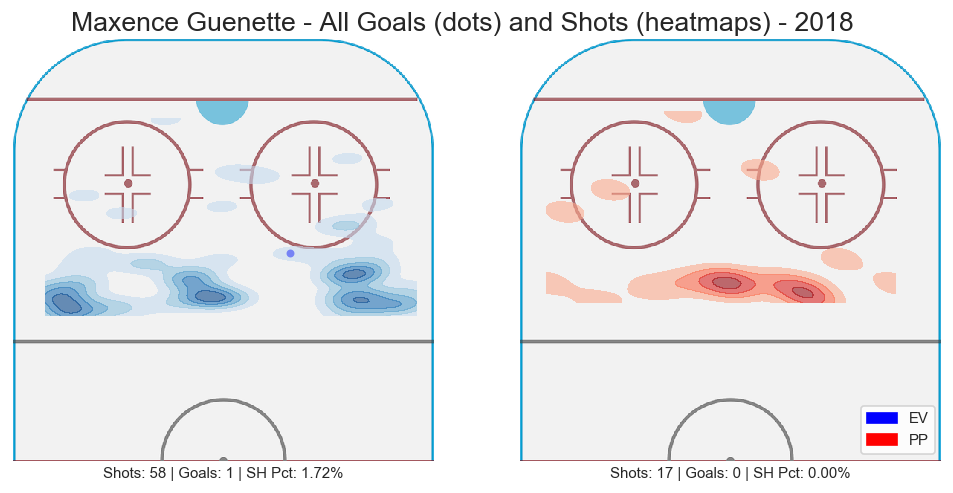 Maxence Guenette - All Goals (dots) and Shots (heatmaps) - 2018
EV
PP
Shots: 58 | Goals: 1 | SH Pct: 1.72%
Shots: 17 | Goals: 0 | SH Pct: 0.00%